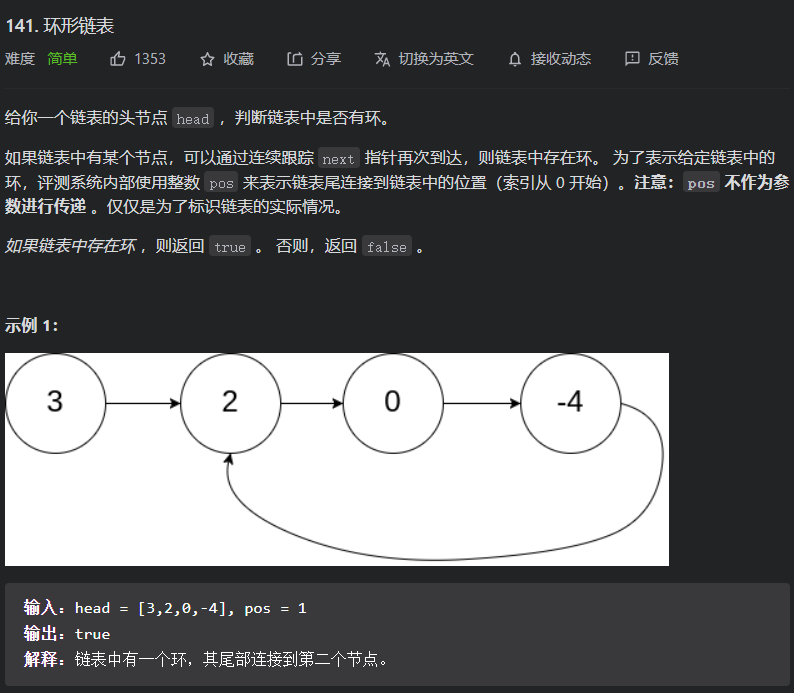 141. 环形链表
难度 简单 1353 收藏 分享 切换为英文 接收动态 反馈
给你一个链表的头节点 head ，判断链表中是否有环。
如果链表中有某个节点，可以通过连续跟踪 next 指针再次到达，则链表中存在环。 为了表示给定链表中的
环，评测系统内部使用整数 pos 来表示链表尾连接到链表中的位置（索引从 0 开始）。注意：pos 不作为参
数进行传递 。仅仅是为了标识链表的实际情况。
如果链表中存在环 ，则返回 true 。 否则，返回 false 。
示例 1：
3 2 0 -4
输入：head = [3,2,0,-4], pos = 1
输出：true
解释：链表中有一个环，其尾部连接到第二个节点。